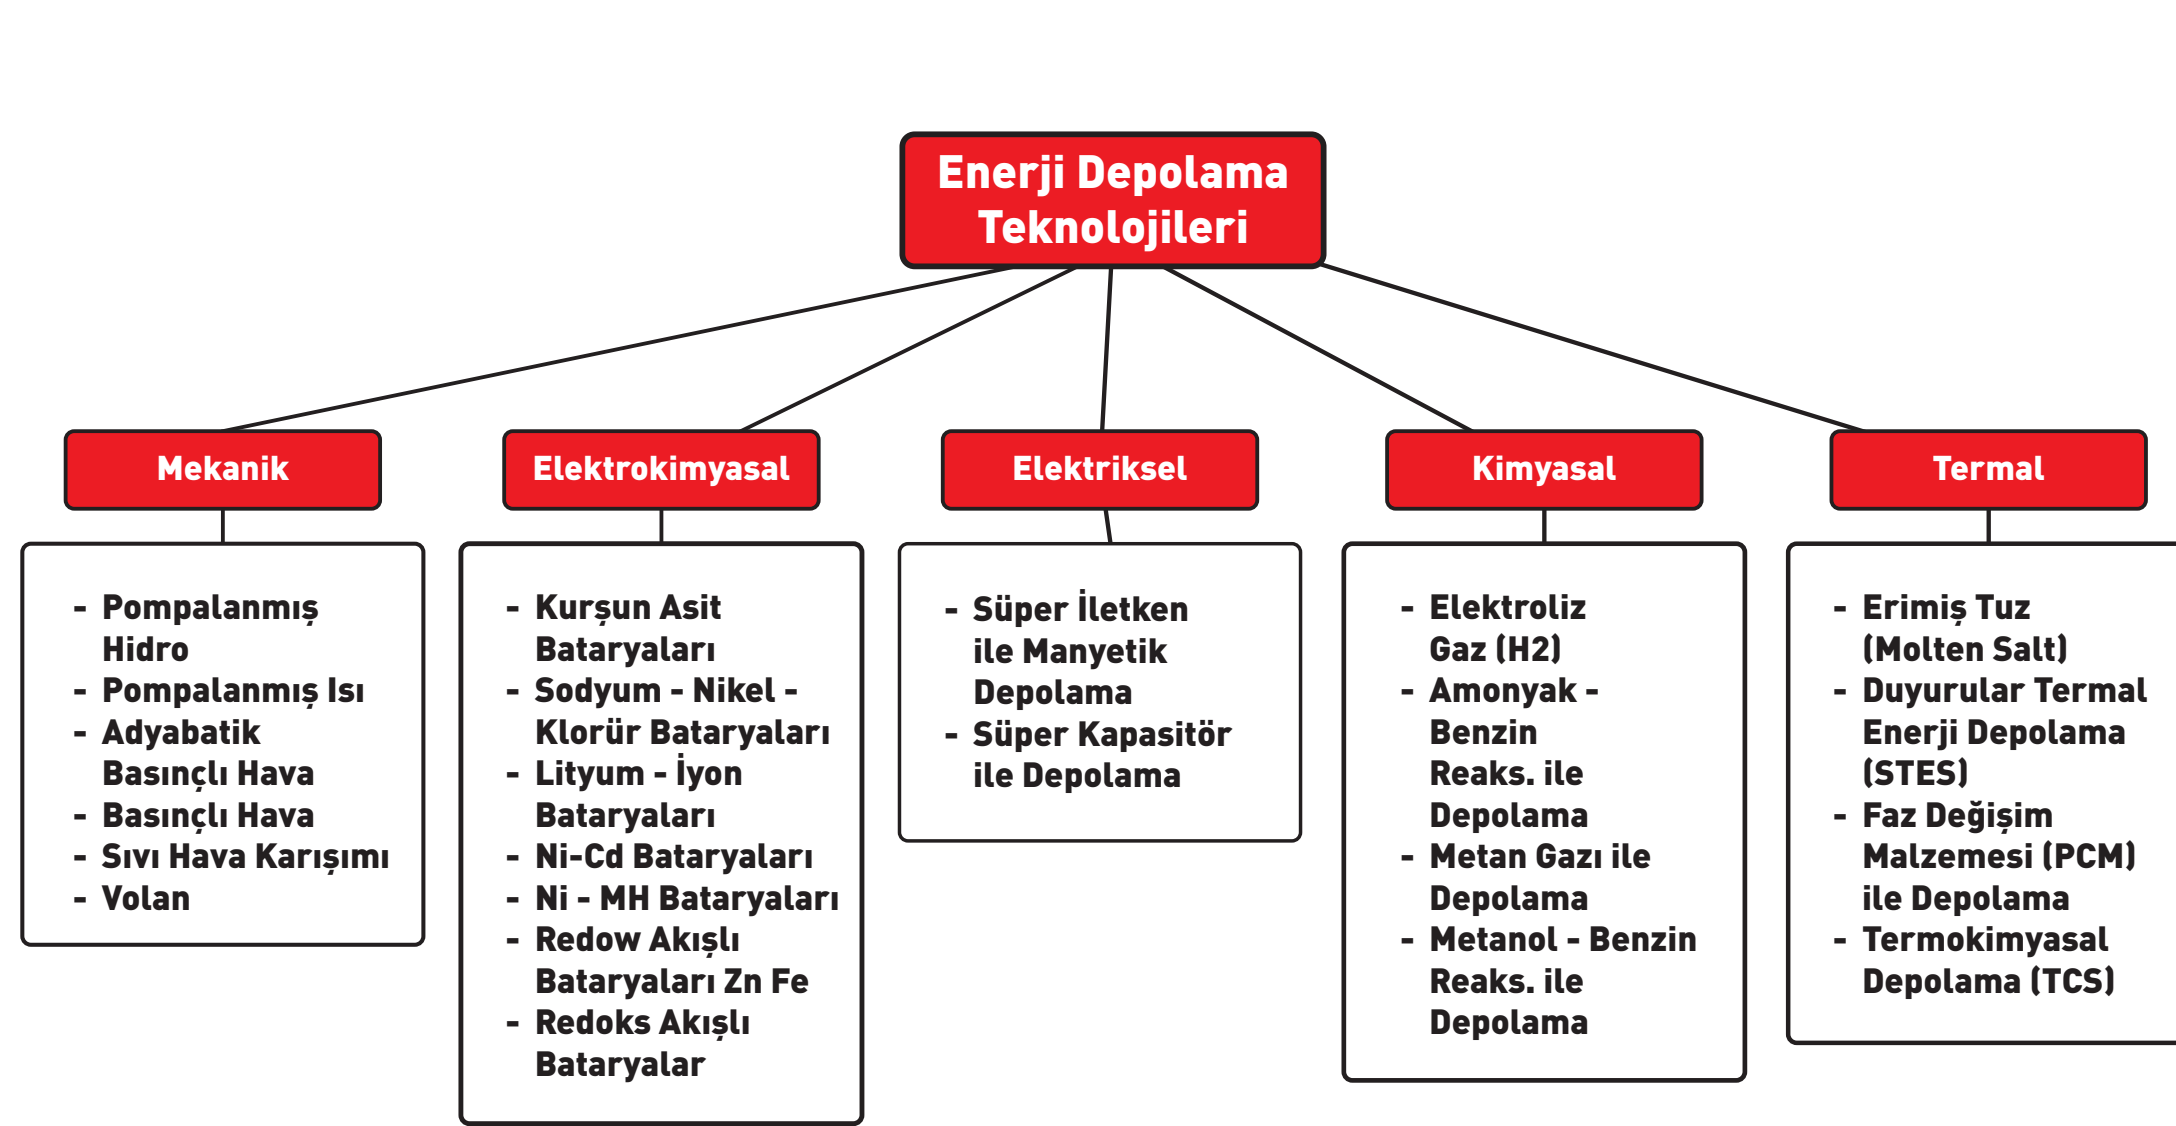 Enerji Depolama
Teknolojileri
Mekanik
- Pompalanmış
Hidro
- Pompalanmış Isı
- Adyabatik
Basınçlı Hava
- Basınçlı Hava
- Sıvı Hava Karışımı
- Volan
Elektrokimyasal
- Kurşun Asit
Bataryaları
- Sodyum - Nikel -
Klorür Bataryaları
- Lityum - İyon
Bataryaları
- Ni-Cd Bataryaları
- Ni - MH Bataryaları
- Redow Akışlı
Bataryaları Zn Fe
- Redoks Akışlı
Bataryalar
Elektriksel
- Süper İletken
ile Manyetik
Depolama
- Süper Kapasitör
ile Depolama
Kimyasal
- Elektroliz
Gaz (H2)
- Amonyak -
Benzin
Reaks. ile
Depolama
- Metan Gazı ile
Depolama
- Metanol - Benzin
Reaks. ile
Depolama
Termal
- Erimiş Tuz
(Molten Salt)
- Duyurular Termal
Enerji Depolama
(STES)
- Faz Değişim
Malzemesi (PCM)
ile Depolama
- Termokimyasal
Depolama (TCS)